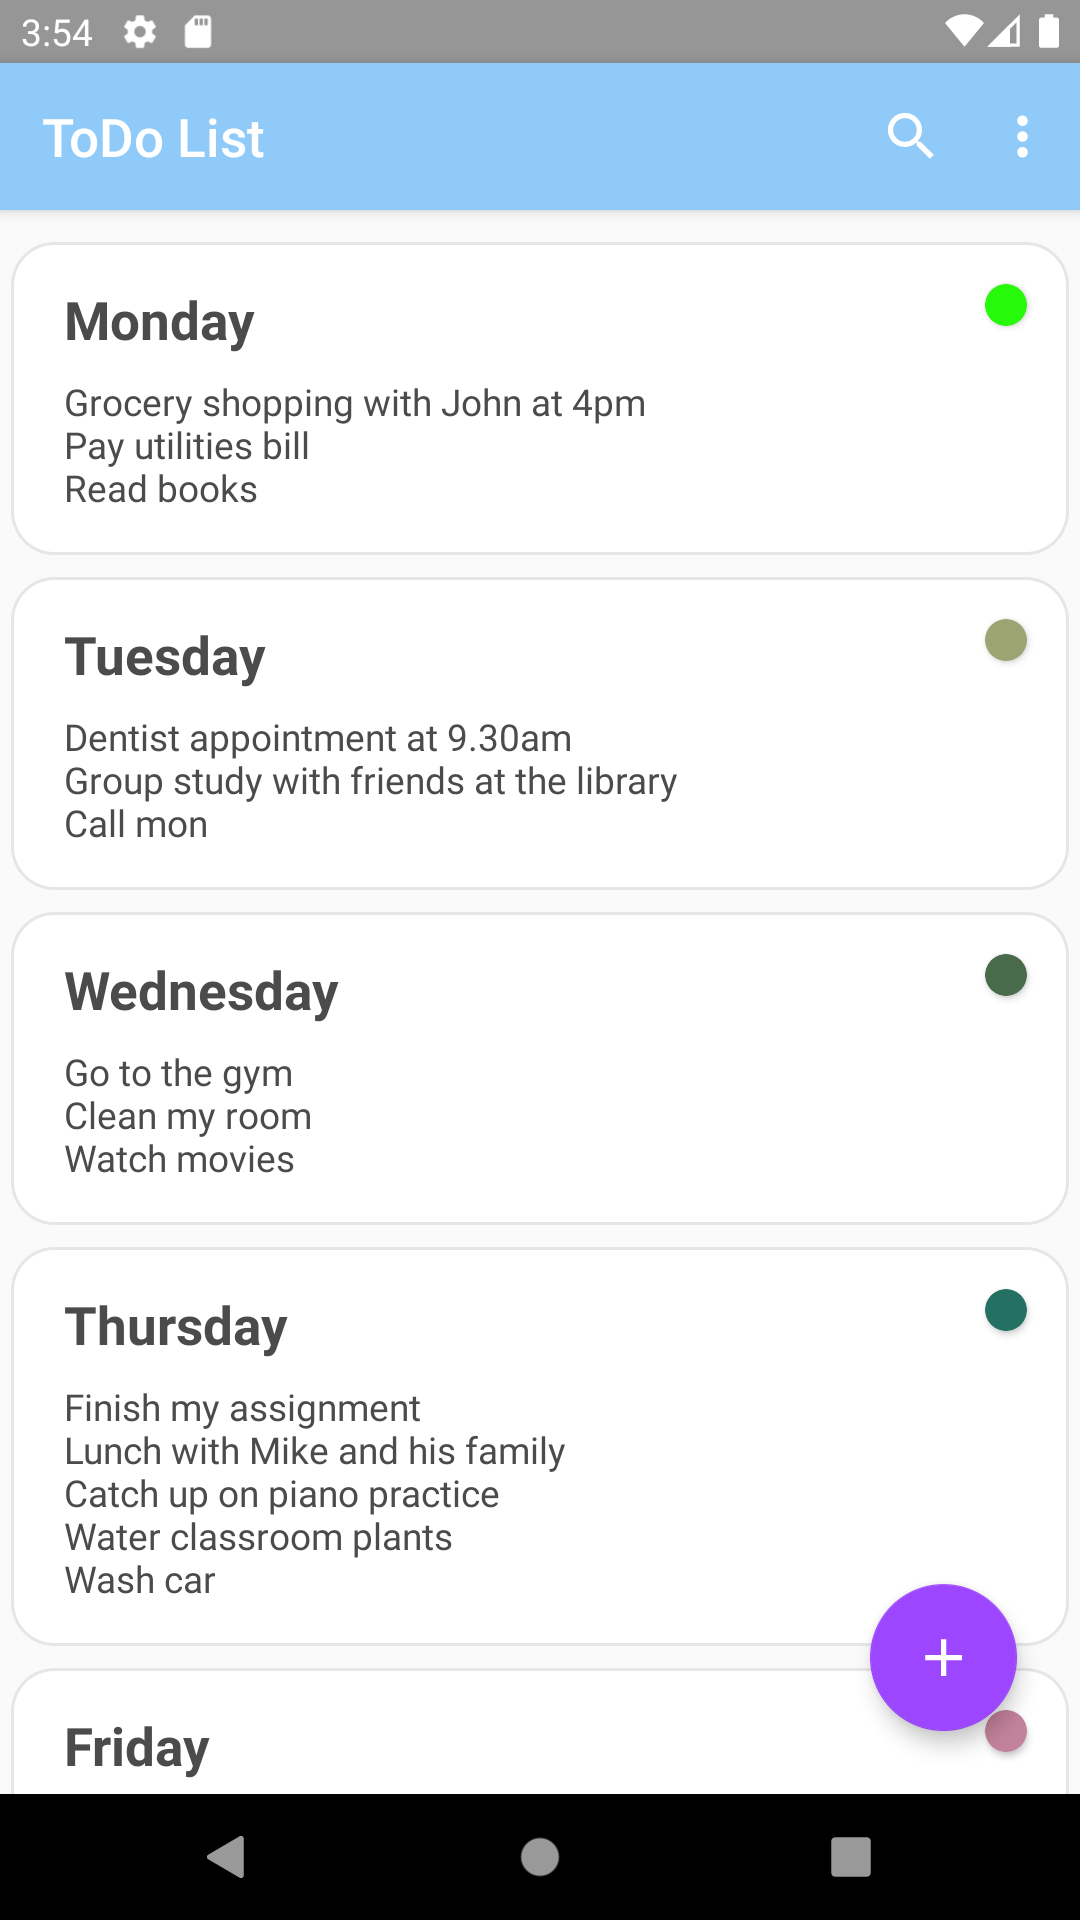 3:54
ToDo List
Monday
Grocery shopping with John at 4pm
Pay utilities bill
Read books
Tuesday
Dentist appointment at 9.30am
Group study with friends at the library
Call mon
Wednesday
Go to the gym
Clean my room
Watch movies
Thursday
Finish my assignment
Lunch with Mike and his family
Catch up on piano practice
Water classroom plants
Wash car
Friday